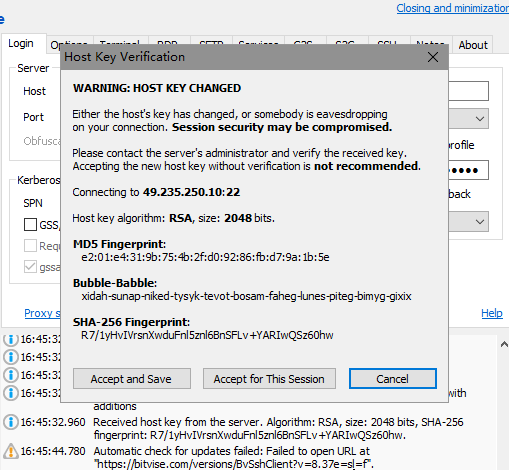 Closing and minimization
e
Login
Options
Terminal
RDP
SFTP
Services
C2S
S2C
SSH
Notes
About
Host Key Verification
Server
Host
Port
Obfusca
profile
back
Kerberos
SPN
GSS/
Requ
gssa
Proxy s
Help
WARNING: HOST KEY CHANGED
Either the host's key has changed, or somebody is eavesdropping
on your connection. Session security may be compromised.
Please contact the server's administrator and verify the received key.
Accepting the new host key without verification is not recommended.
Connecting to 49.235.250.10:22
Host key algorithm: RSA, size: 2048 bits.
MD5 Fingerprint:
e2:01:e4:31:9b:75:4b:2f:d0:92:86:fb:d7:9a:1b:5e
Bubble-Babble:
xidah-sunap-niked-tysyk-tevot-bosam-faheg-lunes-piteg-bimyg-gixix
SHA-256 Fingerprint:
R7/1yHvIVrsnXwduFnl5znl6BnSFLv+YARIwQSz60hw.
Accept and Save
Accept for This Session
Cancel
16:45:32
16:45:32
16:45:32
16:45:32
with
additions
16:45:32.960 Received host key from the server. Algorithm: RSA, size: 2048 bits, SHA-256
fingerprint: R7/1yHvIVrsnXwduFnl5znl6BnSFLv+YARIwQSz60hw.
16:45:44.780 Automatic check for updates failed: Failed to open URL at
"https://bitvise.com/versions/BvSshClient?v=8.37e=s|=f".